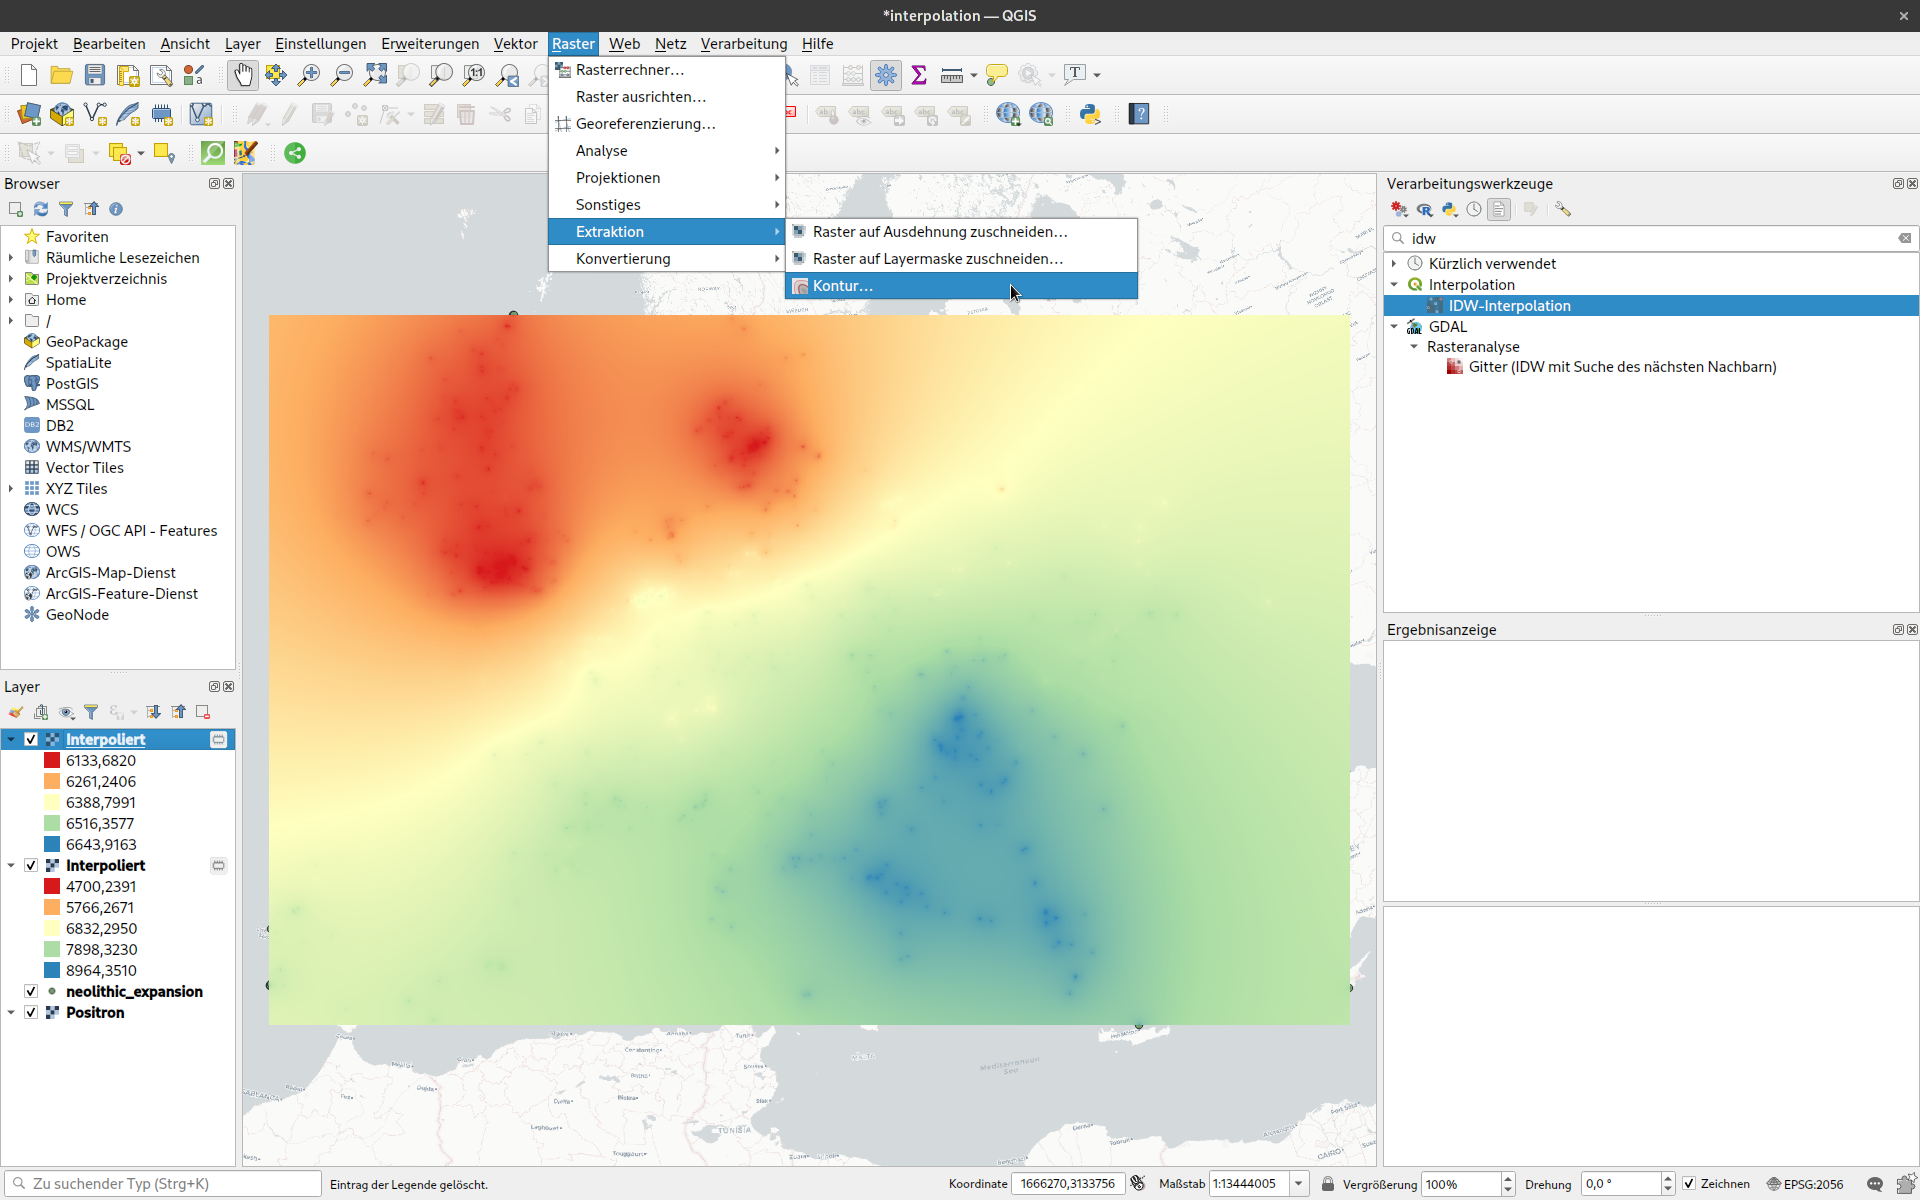 *interpolation — QGIS
Projekt Bearbeiten Ansicht Layer Einstellungen Erweiterungen Vektor Raster Web Netz Verarbeitung Hilfe
Rasterrechner…
Raster ausrichten…
Georeferenzierung…
Analyse
Projektionen
Sonstiges
Extraktion
Konvertierung
Raster auf Ausdehnung zuschneiden…
Raster auf Layermaske zuschneiden…
Kontur…
Browser
Favoriten
Räumliche Lesezeichen
Projektverzeichnis
Home
/
GeoPackage
SpatiaLite
PostGIS
MSSQL
DB2
WMS/WMTS
Vector Tiles
XYZ Tiles
WCS
WFS / OGC API - Features
OWS
ArcGIS-Map-Dienst
ArcGIS-Feature-Dienst
GeoNode
Layer
Interpoliert
6133,6820
6261,2406
6388,7991
6516,3577
6643,9163
Interpoliert
4700,2391
5766,2671
6832,2950
7898,3230
8964,3510
neolithic_expansion
Positron
TUNISIA
CAIRO
Verarbeitungswerkzeuge
idw
Kürzlich verwendet
Interpolation
IDW-Interpolation
GDAL
Rasteranalyse
Gitter (IDW mit Suche des nächsten Nachbarn)
Ergebnisanzeige
Zu suchender Typ (Strg+K)
Eintrag der Legende gelöscht.
Koordinate 1666270,3133756
Maßstab 1:13444005
Vergrößerung 100%
Drehung 0,0 °
Zeichnen
EPSG:2056